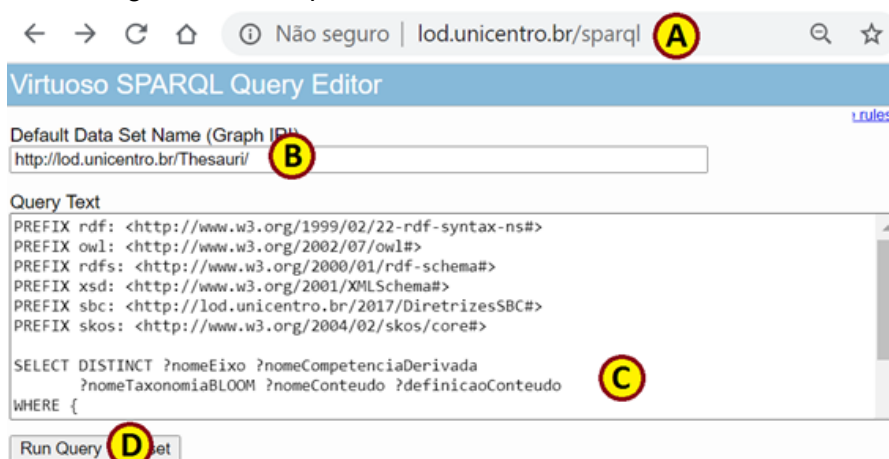 Não seguro | lod.unicentro.br/sparql A
Virtuoso SPARQL Query Editor
rules
Default Data Set Name (Graph IRI)
http://lod.unicentro.br/Thesauri/ B
Query Text
PREFIX rdf: <http://www.w3.org/1999/02/22-rdf-syntax-ns#>
PREFIX owl: <http://www.w3.org/2002/07/owl#>
PREFIX rdfs: <http://www.w3.org/2000/01/rdf-schema#>
PREFIX xsd: <http://www.w3.org/2001/XMLSchema#>
PREFIX sbc: <http://lod.unicentro.br/2017/DiretrizesSBC#>
PREFIX skos: <http://www.w3.org/2004/02/skos/core#>
SELECT DISTINCT ?nomeEixo ?nomeCompetenciaDerivada
?nomeTaxonomiaBLOOM ?nomeConteudo ?definicaoConteudo C
WHERE {
Run Query D et